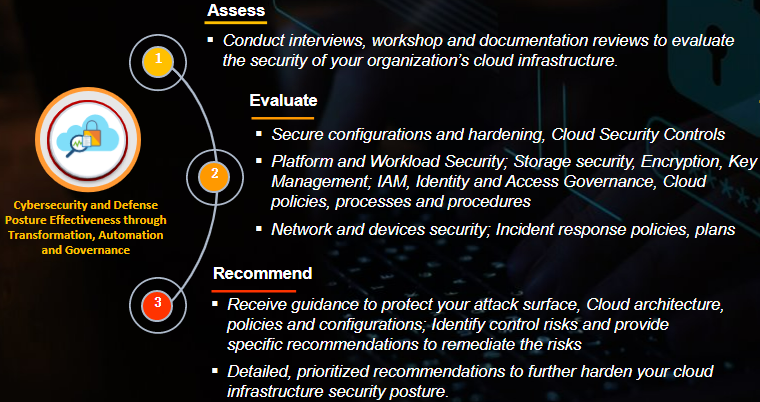 Assess
1
▪ Conduct interviews, workshop and documentation reviews to evaluate
the security of your organization's cloud infrastructure.
Evaluate
2
▪ Secure configurations and hardening, Cloud Security Controls
▪ Platform and Workload Security; Storage security, Encryption, Key
Management; IAM, Identity and Access Governance, Cloud
policies, processes and procedures
▪ Network and devices security; Incident response policies, plans
Cybersecurity and Defense
Posture Effectiveness through
Transformation, Automation
and Governance
Recommend
3
▪ Receive guidance to protect your attack surface, Cloud architecture,
policies and configurations; Identify control risks and provide
specific recommendations to remediate the risks
▪ Detailed, prioritized recommendations to further harden your cloud
infrastructure security posture.